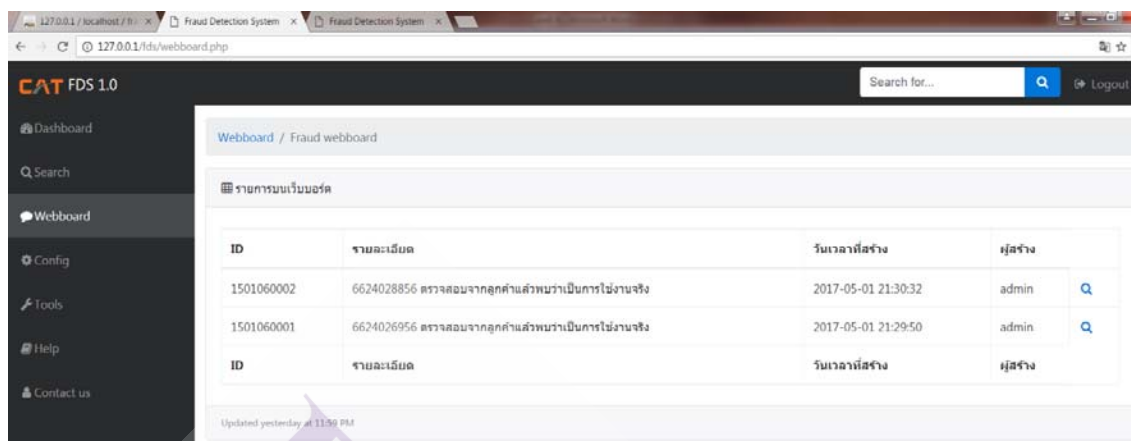 127.0.0.1 / localhost / fr Fraud Detection System Fraud Detection System
127.0.0.1/fds/webboard.php
CAT FDS 1.0 Search for... Logout
Dashboard
Search
Webboard
Config
Tools
Help
Contact us
Webboard / Fraud webboard
รายการบนเว็บบอร์ด
ID รายละเอียด วันเวลาที่สร้าง ผู้สร้าง
1501060002 6624028856 ตรวจสอบจากลูกค้าแล้วพบว่าเป็นการใช้งานจริง 2017-05-01 21:30:32 admin
1501060001 6624026956 ตรวจสอบจากลูกค้าแล้วพบว่าเป็นการใช้งานจริง 2017-05-01 21:29:50 admin
ID รายละเอียด วันเวลาที่สร้าง ผู้สร้าง
Updated yesterday at 11:59 PM